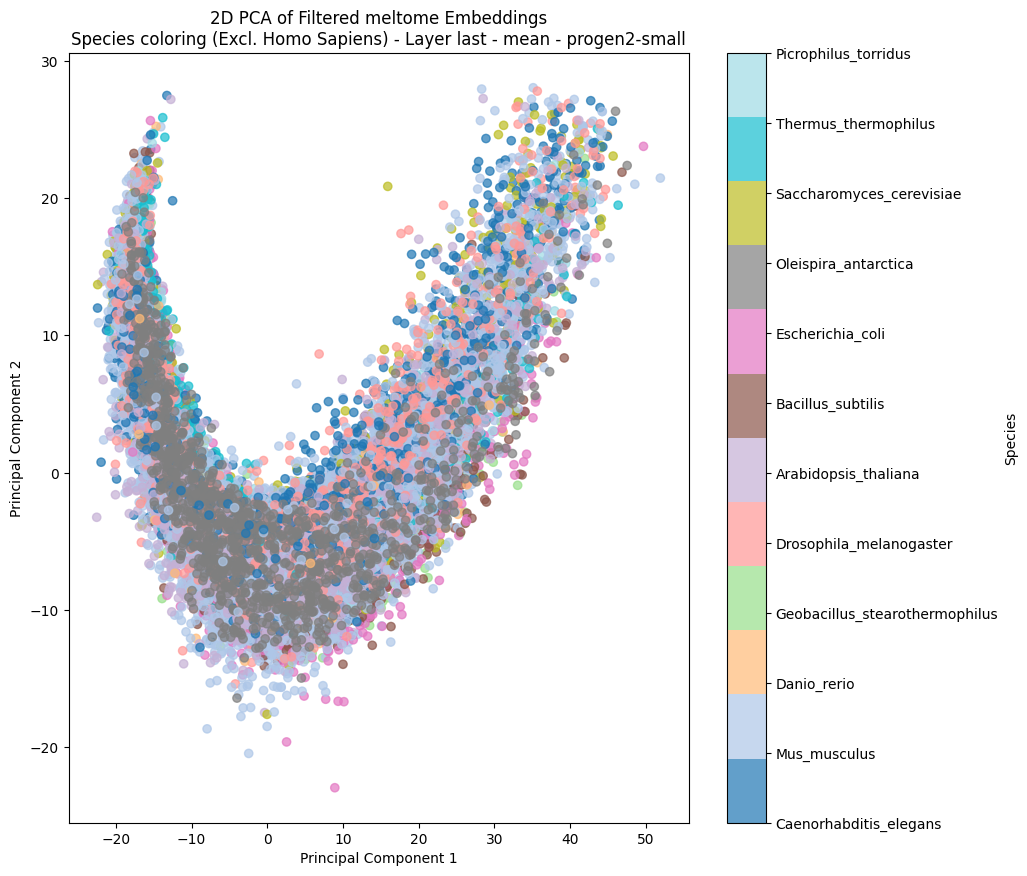 2D PCA of Filtered meltome Embeddings
Species coloring (Excl. Homo Sapiens) - Layer last - mean - progen2-small
30
20
10
0
−10
−20
Principal Component 2
−20
−10
0
10
20
30
40
50
Principal Component 1
Picrophilus_torridus
Thermus_thermophilus
Saccharomyces_cerevisiae
Oleispira_antarctica
Escherichia_coli
Bacillus_subtilis
Arabidopsis_thaliana
Drosophila_melanogaster
Geobacillus_stearothermophilus
Danio_rerio
Mus_musculus
Caenorhabditis_elegans
Species